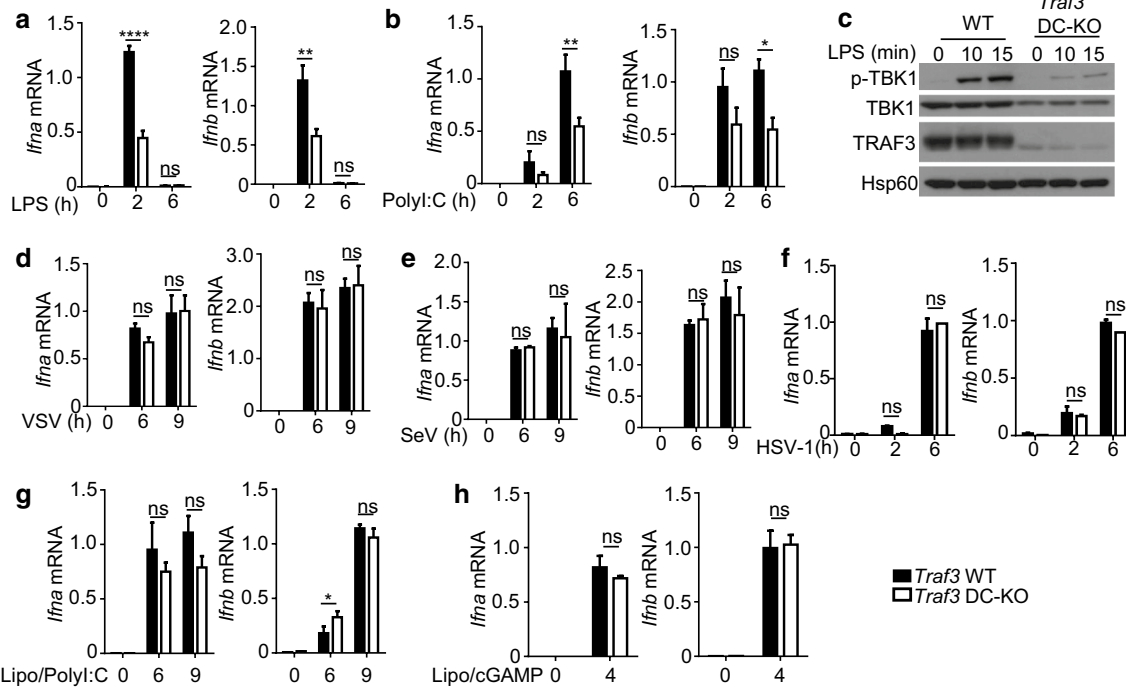 a
Ifna mRNA
1.5
1.0
0.5
0
****
ns
LPS (h) 0 2 6
Ifnb mRNA
2.0
1.5
1.0
0.5
0
**
ns
0 2 6
b
Ifna mRNA
1.5
1.0
0.5
0
ns
**
PolyI:C (h) 0 2 6
Ifnb mRNA
1.5
1.0
0.5
0
ns
*
0 2 6
c
WT
Traf3
DC-KO
LPS (min) 0 10 15 0 10 15
p-TBK1
TBK1
TRAF3
Hsp60
d
Ifna mRNA
1.5
1.0
0.5
0
ns
ns
VSV (h) 0 6 9
Ifnb mRNA
3.0
2.0
1.0
0
ns
ns
0 6 9
e
Ifna mRNA
2.0
1.5
1.0
0.5
0.0
ns
ns
SeV (h) 0 6 9
Ifnb mRNA
2.5
2.0
1.5
1.0
0.5
0
ns
ns
0 6 9
f
Ifna mRNA
1.5
1.0
0.5
0
ns
ns
HSV-1(h) 0 2 6
Ifnb mRNA
1.5
1.0
0.5
0
ns
ns
0 2 6
g
Ifna mRNA
1.5
1.0
0.5
0
ns
ns
Lipo/PolyI:C 0 6 9
Ifnb mRNA
1.5
1.0
0.5
0
*
ns
0 6 9
h
Ifna mRNA
1.5
1.0
0.5
0
ns
Lipo/cGAMP 0 4
Ifnb mRNA
1.5
1.0
0.5
0
ns
0 4
Traf3 WT
Traf3 DC-KO